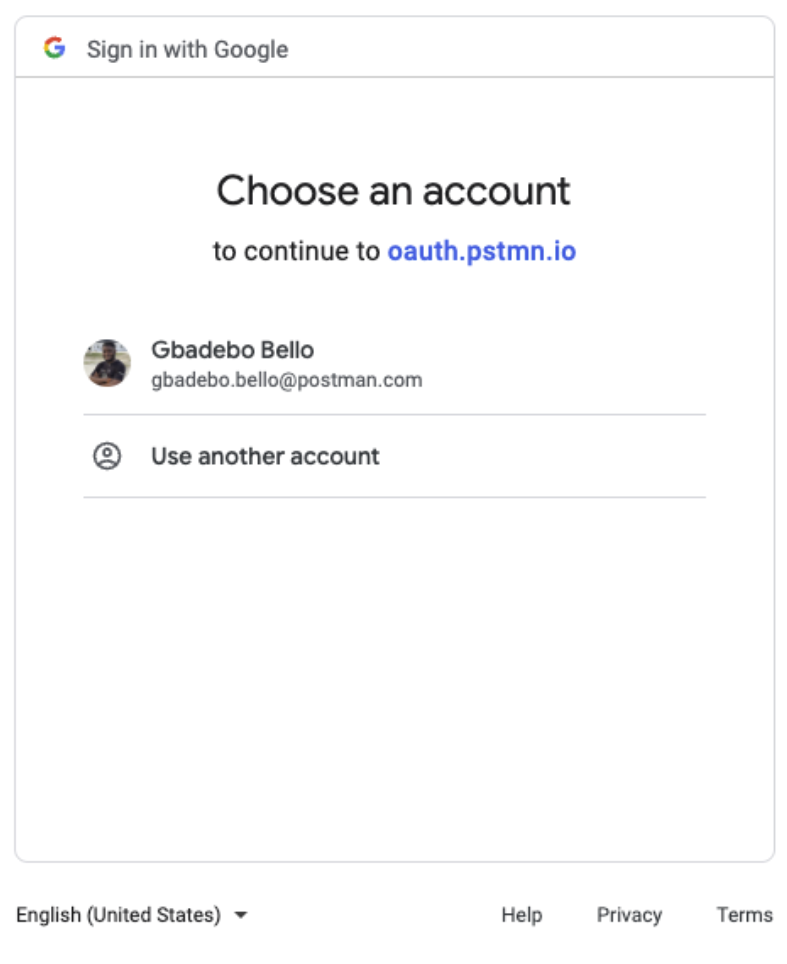 Sign in with Google
Choose an account
to continue to oauth.pstmn.io
Gbadebo Bello
gbadebo.bello@postman.com
Use another account
English (United States)
Help Privacy Terms